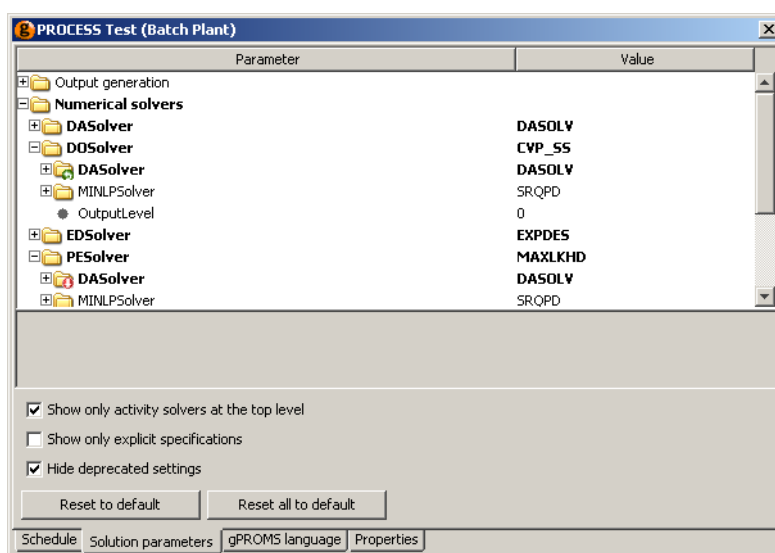 PROCESS Test (Batch Plant)
Parameter Value
Output generation
Numerical solvers
DASolver DASOLV
DOSolver CVP_SS
DASolver DASOLV
MINLPSolver SRQPD
OutputLevel 0
EDSolver EXPDES
PESolver MAXLKHD
DASolver DASOLV
MINLPSolver SRQPD
Show only activity solvers at the top level
Show only explicit specifications
Hide deprecated settings
Reset to default Reset all to default
Schedule Solution parameters gPROMS language Properties